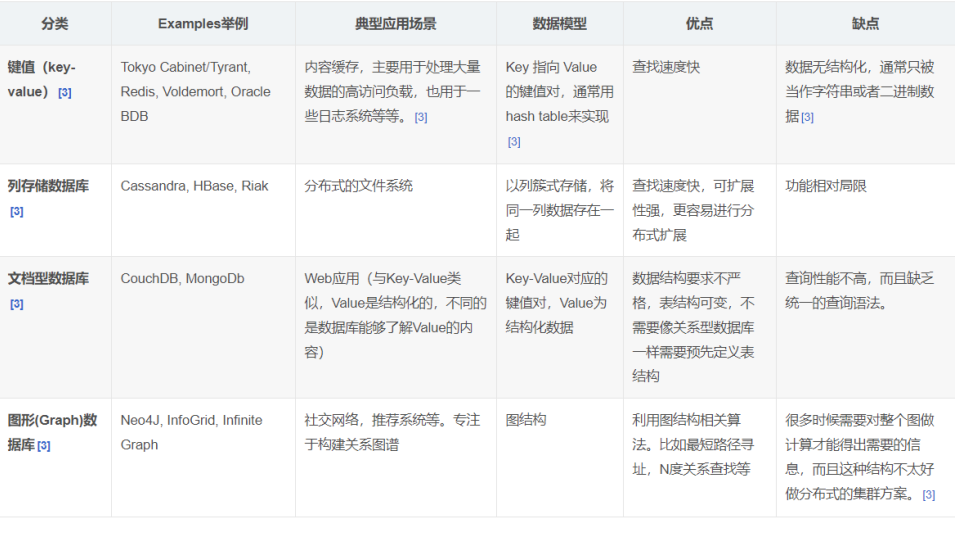 分类
Examples举例
典型应用场景
数据模型
优点
缺点
键值（key-
value）[3]
Tokyo Cabinet/Tyrant,
Redis, Voldemort, Oracle
BDB
内容缓存，主要用于处理大量
数据的高访问负载，也用于一
些日志系统等等。[3]
Key 指向 Value
的键值对，通常用
hash table来实现
[3]
查找速度快
数据无结构化，通常只被
当作字符串或者二进制数
据[3]
列存储数据库
[3]
Cassandra, HBase, Riak
分布式的文件系统
以列簇式存储，将
同一列数据存在一
起
查找速度快，可扩展
性强，更容易进行分
布式扩展
功能相对局限
文档型数据库
[3]
CouchDB, MongoDb
Web应用（与Key-Value类
似，Value是结构化的，不同的
是数据库能够了解Value的内
容）
Key-Value对应的
键值对，Value为
结构化数据
数据结构要求不严
格，表结构可变，不
需要像关系型数据库
一样需要预先定义表
结构
查询性能不高，而且缺乏
统一的查询语法。
图形(Graph)数
据库[3]
Neo4J, InfoGrid, Infinite
Graph
社交网络，推荐系统等。专注
于构建关系图谱
图结构
利用图结构相关算
法。比如最短路径寻
址，N度关系查找等
很多时候需要对整个图做
计算才能得出需要的信
息，而且这种结构不太好
做分布式的集群方案。[3]